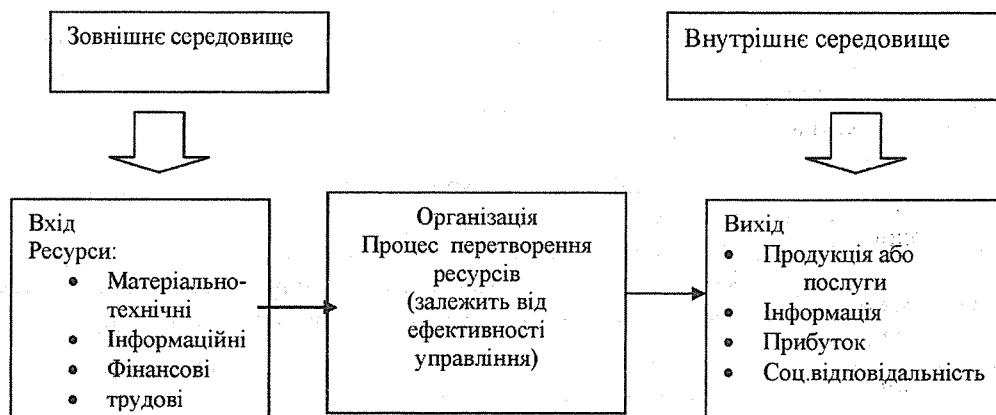 Зовнішнє середовище
Внутрішнє середовище
Вхід
Ресурси:
• Матеріально-
технічні
• Інформаційні
• Фінансові
• трудові
Організація
Процес перетворення
ресурсів
(залежить від
ефективності
управління)
Вихід
• Продукція або
послуги
• Інформація
• Прибуток
• Соц.відповідальність